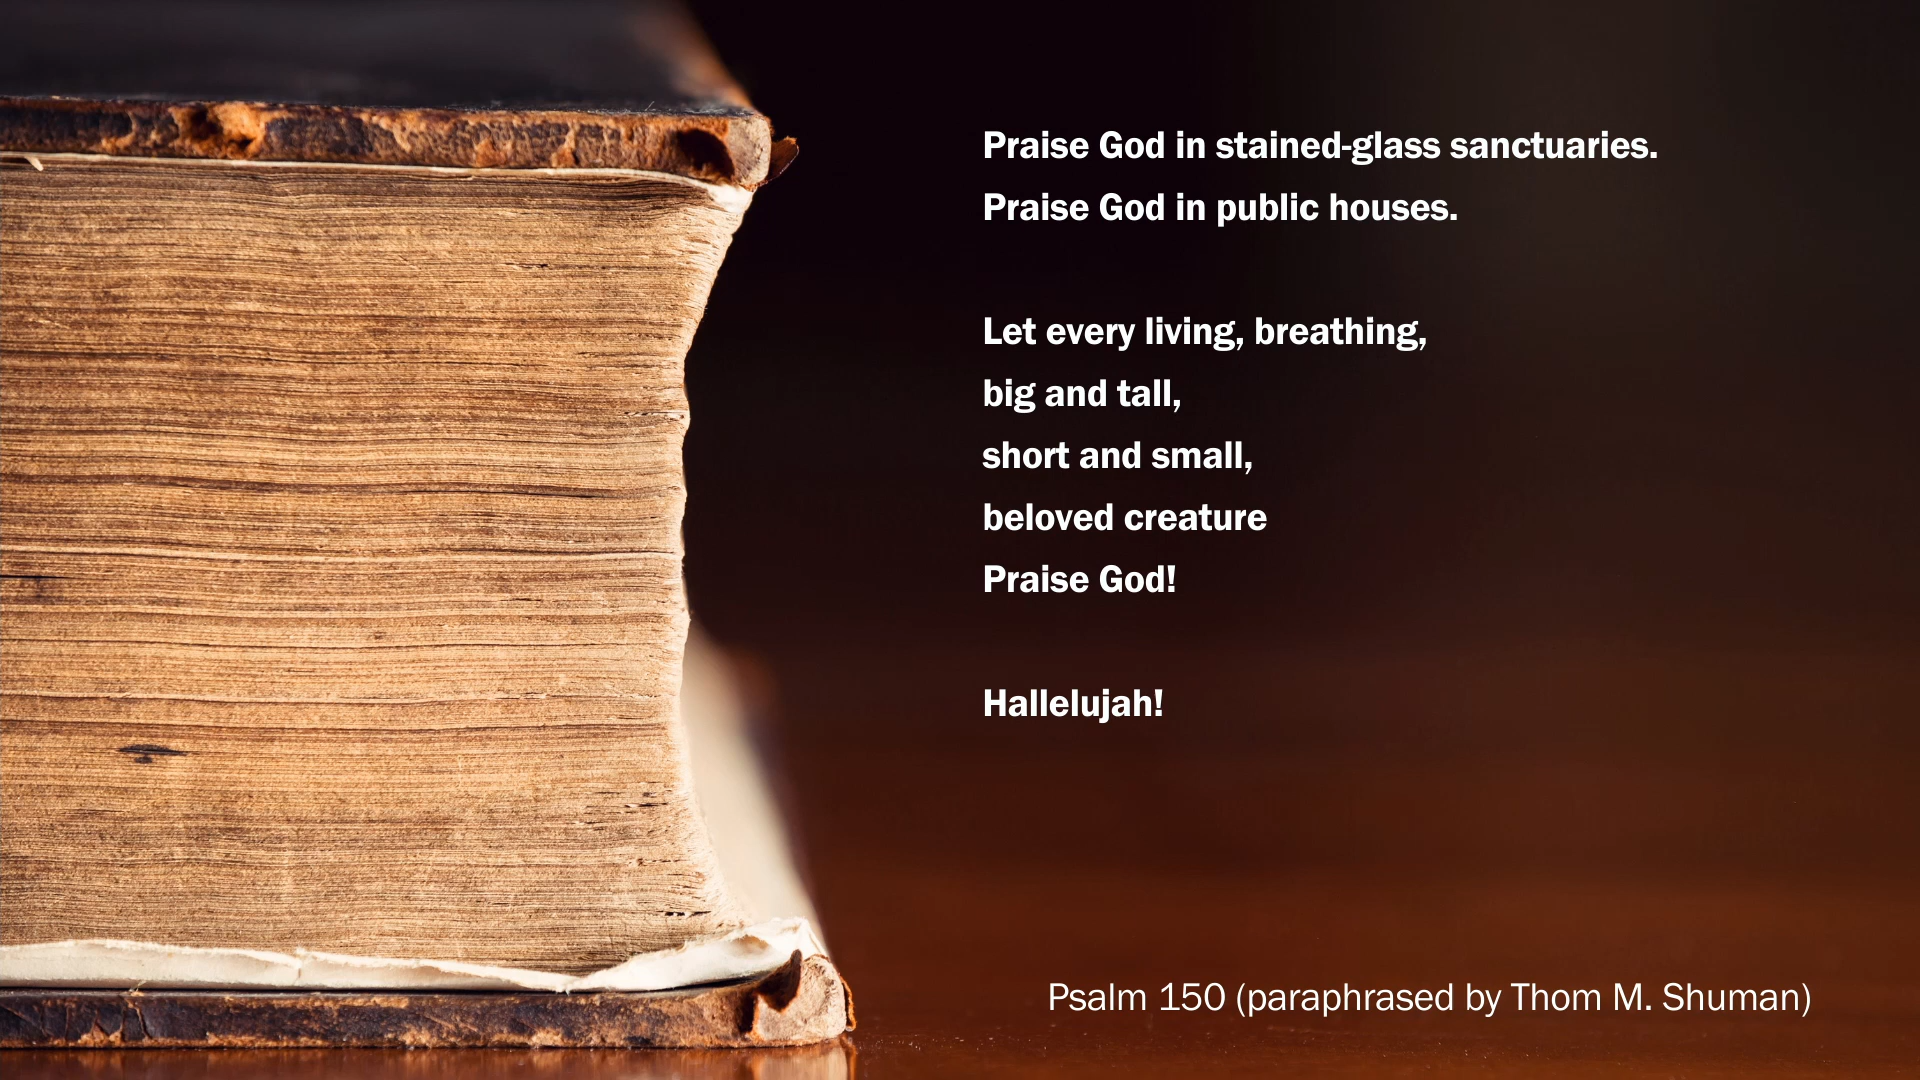 Praise God in stained-glass sanctuaries.
Praise God in public houses.
Let every living, breathing,
big and tall,
short and small,
beloved creature
Praise God!
Hallelujah!
Psalm 150 (paraphrased by Thom M. Shuman)